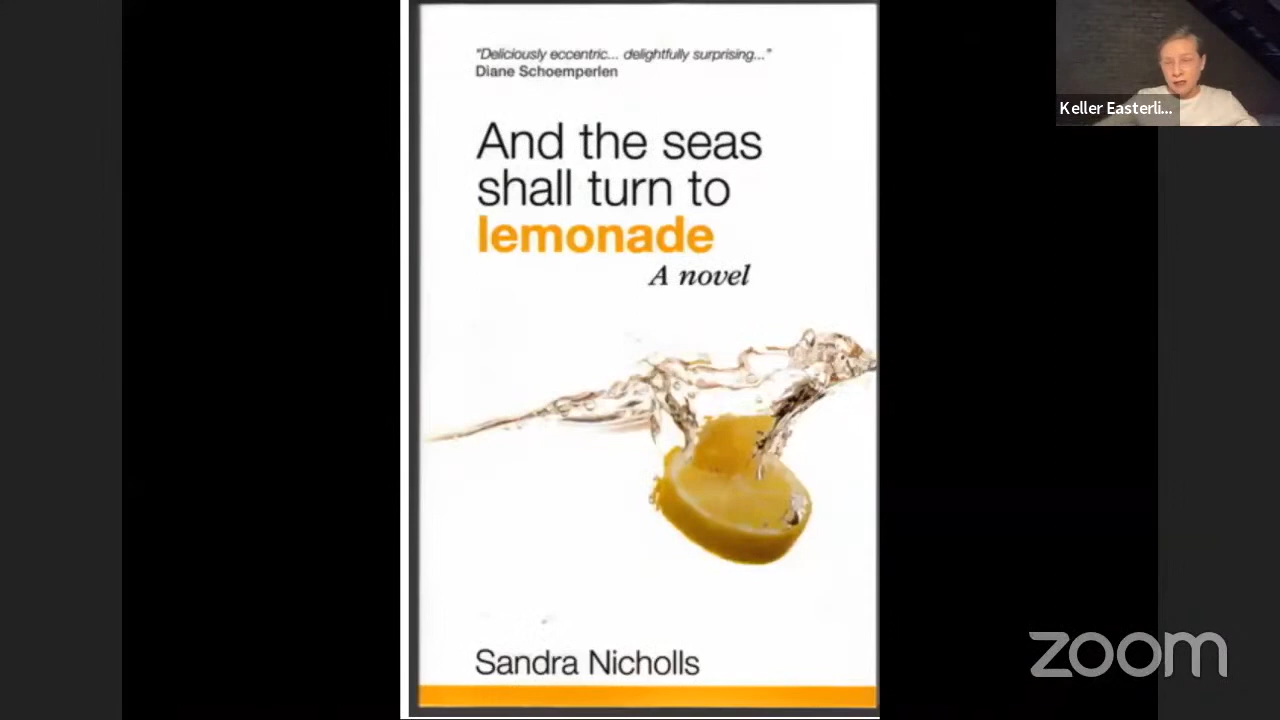 "Deliciously eccentric... delightfully surprising..."
Diane Schoemperlen
And the seas
shall turn to
lemonade
A novel
Sandra Nicholls
Keller Easterli...
zoom